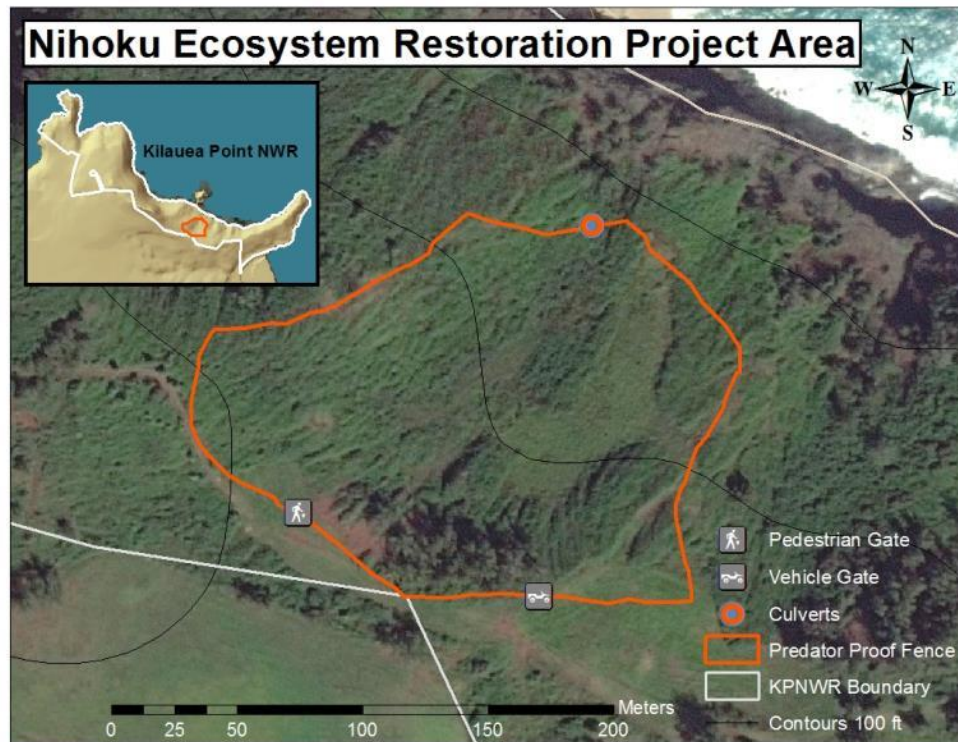 Nihoku Ecosystem Restoration Project Area
N
W E
S
Kilauea Point NWR
Pedestrian Gate
Vehicle Gate
Culverts
Predator Proof Fence
KPNWR Boundary
Contours 100 ft
Meters
0 25 50 100 150 200